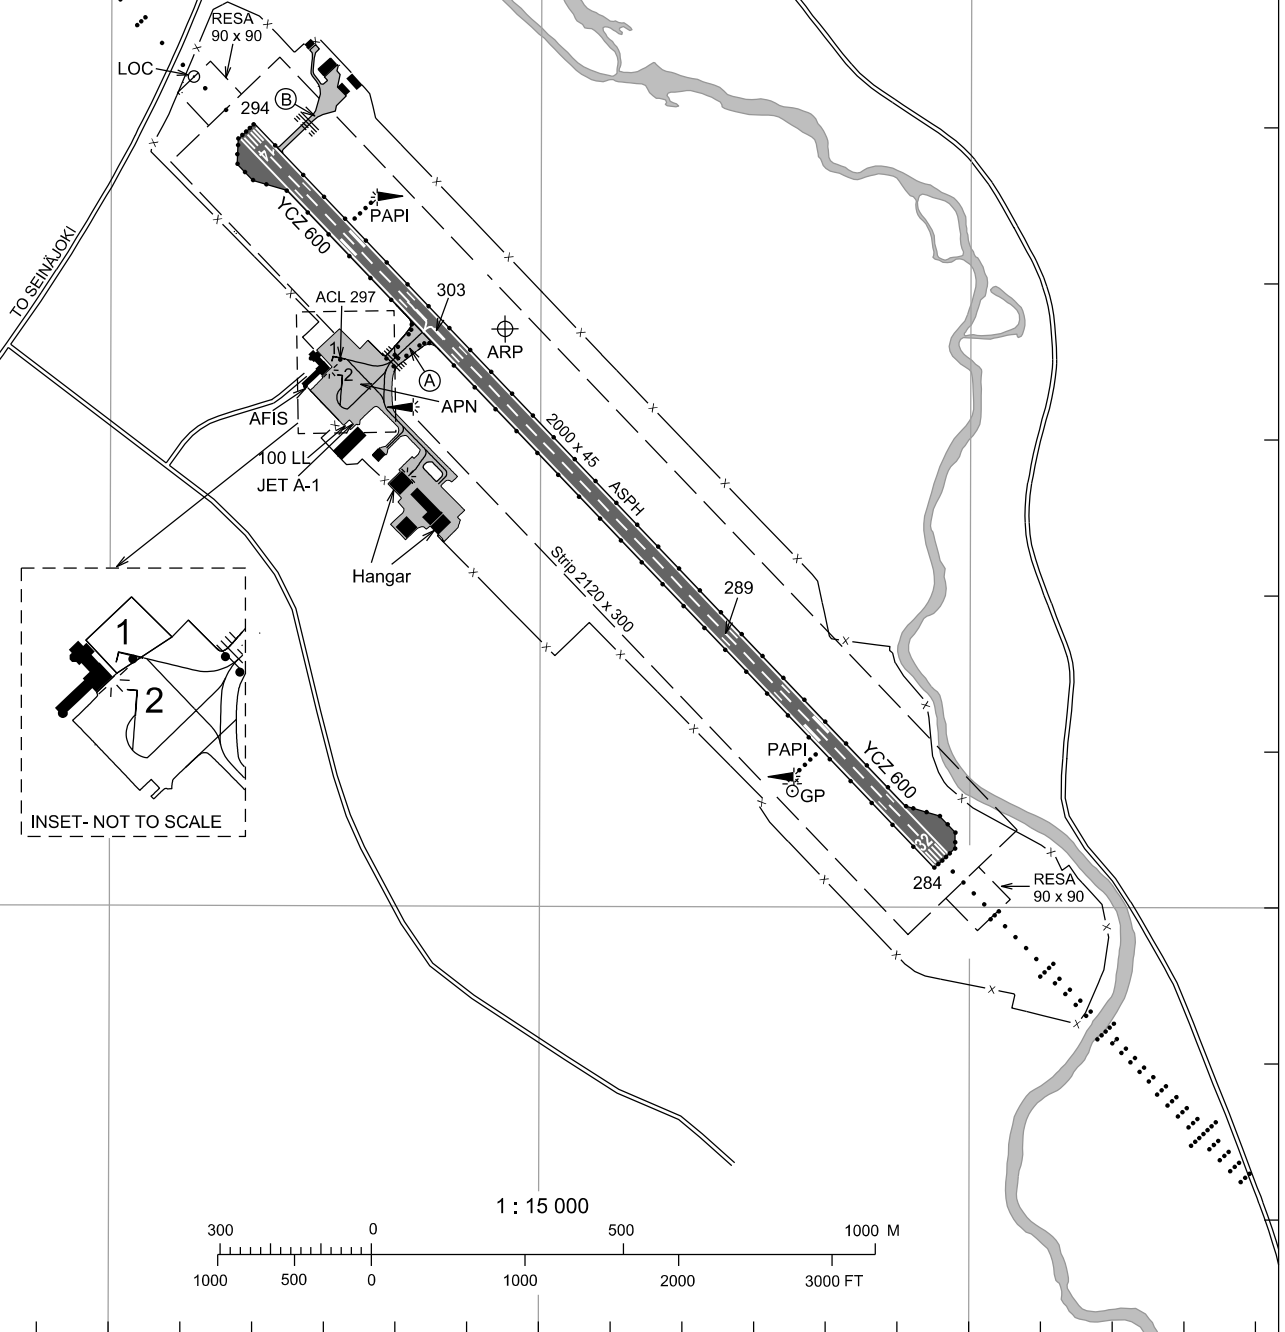 RESA
90 x 90
LOC
294
B
14
PAPI
YCZ 600
TO SEINÄJOKI
ACL 297
303
ARP
1
2
A
APN
AFIS
100 LL
JET A-1
2000 x 45
ASPH
Hangar
Strip 2120 x 300
289
1
2
INSET- NOT TO SCALE
PAPI
GP
YCZ 600
32
284
RESA
90 x 90
1 : 15 000
300 0 500 1000 M
1000 500 0 1000 2000 3000 FT